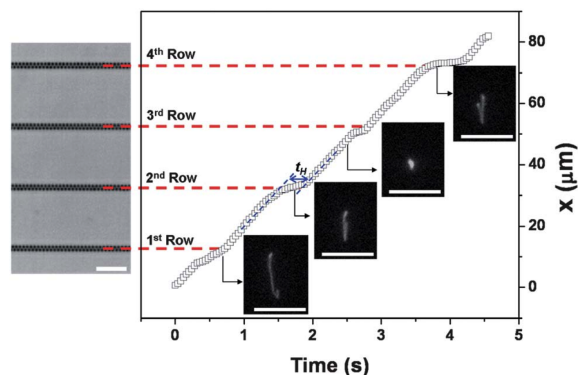 4th Row
3rd Row
2nd Row
1st Row
tH
80
60
40
20
0
x (μm)
0 1 2 3 4 5
Time (s)